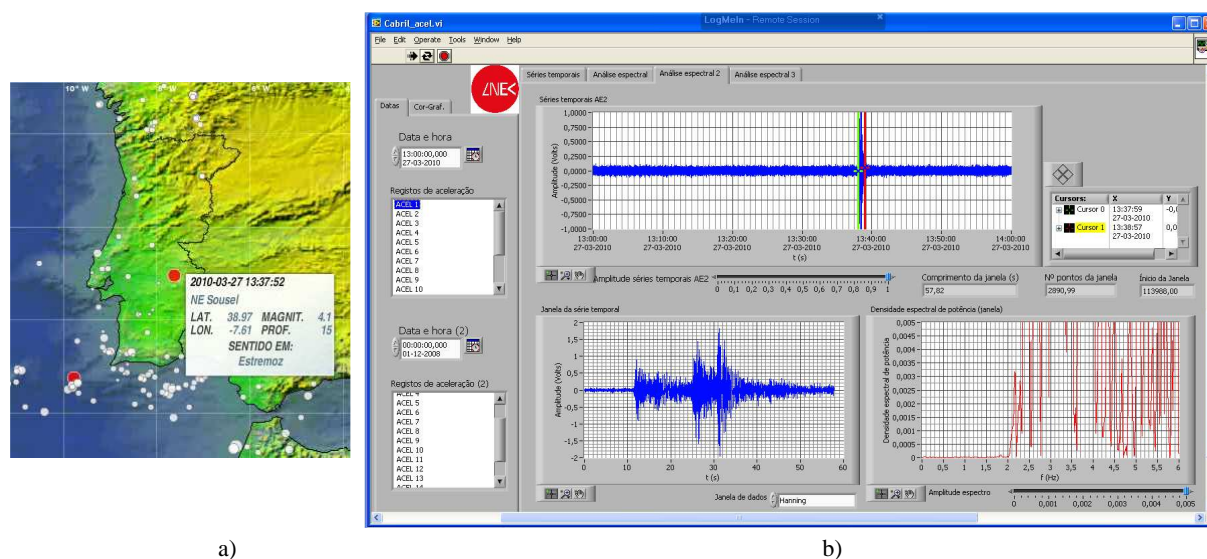 10° W
8° W
6° W
2010-03-27 13:37:52
NE Sousel
LAT. 38.97 MAGNIT. 4.1
LON. -7.61 PROF. 15
SENTIDO EM:
Estremoz
a)
Cabril_acel.vi
LogMeIn - Remote Session
File Edit Operate Tools Window Help
LNEC
Datas Cor-Graf.
Data e hora
13:00:00,000
27-03-2010
Registos de aceleração
ACEL 1
ACEL 2
ACEL 3
ACEL 4
ACEL 5
ACEL 6
ACEL 7
ACEL 8
ACEL 9
ACEL 10
Data e hora (2)
00:00:00,000
01-12-2008
Registos de aceleração (2)
ACEL 4
ACEL 5
ACEL 6
ACEL 7
ACEL 8
ACEL 9
ACEL 10
ACEL 11
ACEL 12
ACEL 13
ACEL 14
Séries temporais Análise espectral Análise espectral 2 Análise espectral 3
Séries temporais AE2
Amplitude (Volts)
1,0000
0,7500
0,5000
0,2500
0,0000
-0,2500
-0,5000
-0,7500
-1,0000
13:00:00 13:10:00 13:20:00 13:30:00 13:40:00 13:50:00 14:00:00
27-03-2010 27-03-2010 27-03-2010 27-03-2010 27-03-2010 27-03-2010 27-03-2010
t (s)
Cursors: X Y
Cursor 0 13:37:59 -0,0
27-03-2010
Cursor 1 13:38:57 0,0
27-03-2010
Amplitude séries temporais AE2
0 0,1 0,2 0,3 0,4 0,5 0,6 0,7 0,8 0,9 1
Comprimento da janela (s)
57,82
Nº pontos da janela
2890,99
Início da Janela
113988,00
Janela da série temporal
Amplitude (Volts)
2
1,5
1
0,5
0
-0,5
-1
-1,5
-2
0 10 20 30 40 50 60
t (s)
Janela de dados
Hanning
Densidade espectral de potência (janela)
Densidade espectral de potência
0,005
0,0045
0,004
0,0035
0,003
0,0025
0,002
0,0015
0,001
0,0005
0
0 0,5 1 1,5 2 2,5 3 3,5 4 4,5 5 5,5 6
f (Hz)
Amplitude espectro
0 0,001 0,002 0,003 0,004 0,005
b)